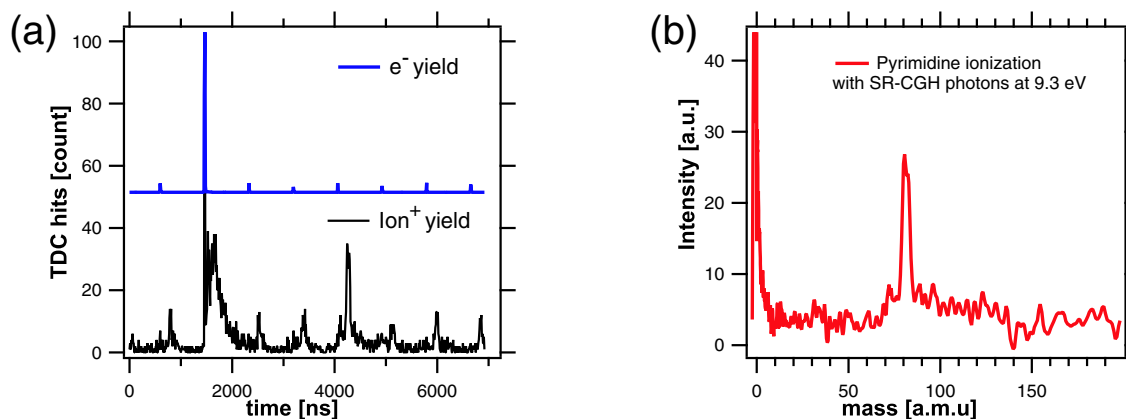 (a)
100
80
60
40
20
0
TDC hits [count]
e- yield
Ion+ yield
0
2000
4000
6000
time [ns]
(b)
40
30
20
10
0
Intensity [a.u.]
Pyrimidine ionization
with SR-CGH photons at 9.3 eV
0
50
100
150
mass [a.m.u]